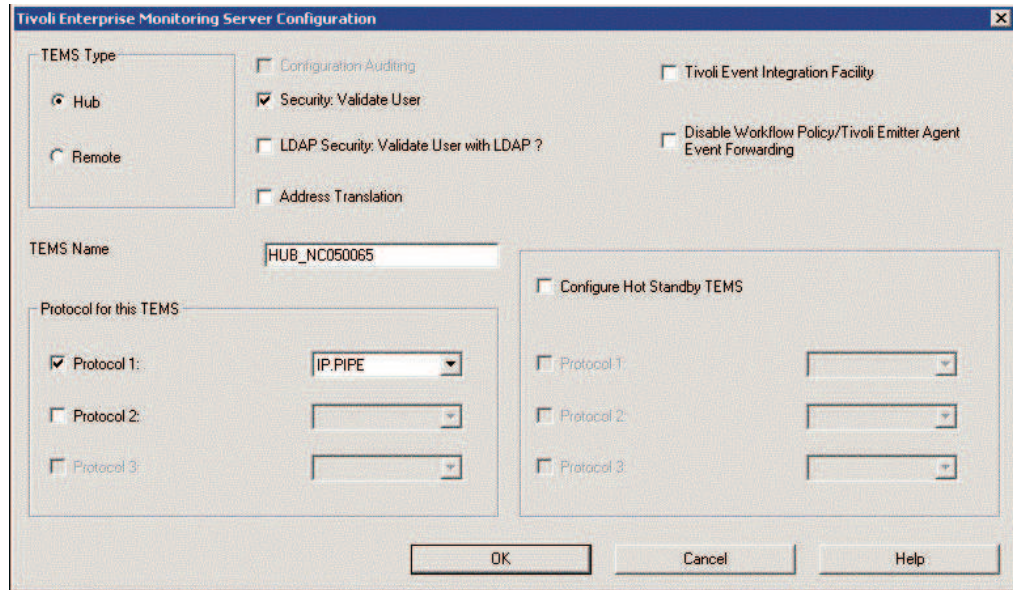 Tivoli Enterprise Monitoring Server Configuration
TEMS Type
Hub
Remote
Configuration Auditing
Security: Validate User
LDAP Security: Validate User with LDAP ?
Address Translation
Tivoli Event Integration Facility
Disable Workflow Policy/Tivoli Emitter Agent
Event Forwarding
TEMS Name
HUB_NC050065
Protocol for this TEMS
Protocol 1:
IP.PIPE
Protocol 2:
Protocol 3:
Configure Hot Standby TEMS
Protocol 1:
Protocol 2:
Protocol 3:
OK
Cancel
Help